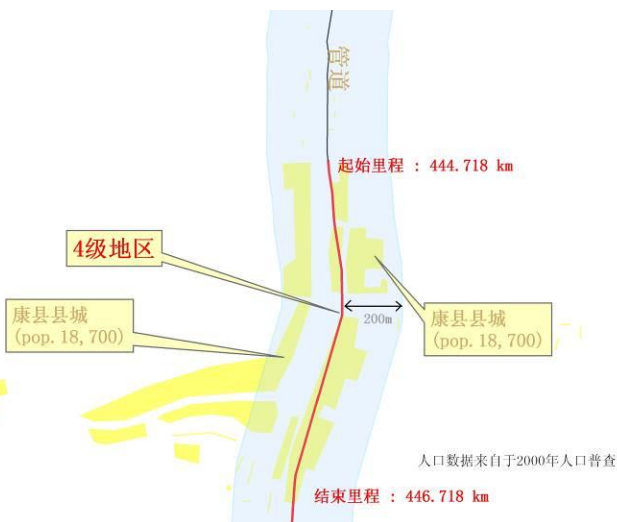 管道
起始里程 : 444.718 km
4级地区
康县县城
(pop. 18,700)
200m
康县县城
(pop. 18,700)
人口数据来自于2000年人口普查
结束里程 : 446.718 km